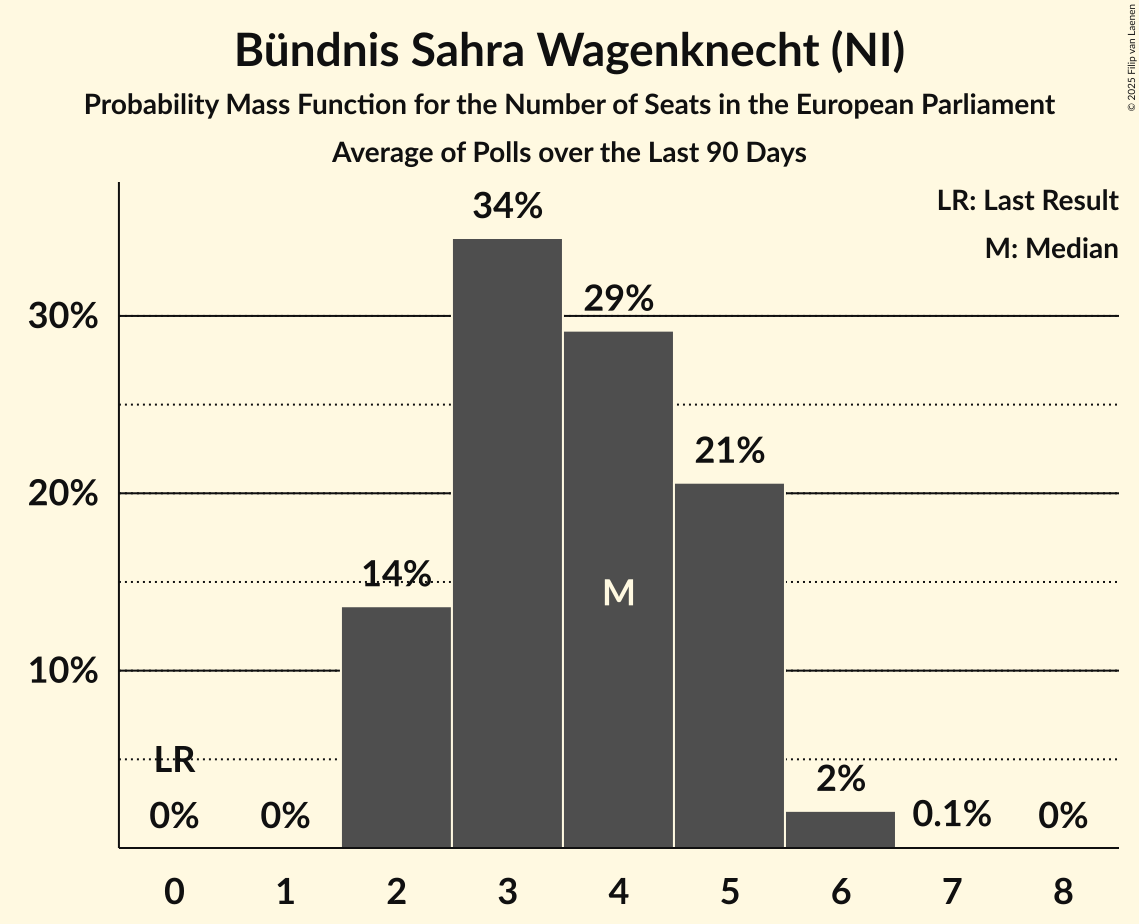 Bündnis Sahra Wagenknecht (NI)
Probability Mass Function for the Number of Seats in the European Parliament
Average of Polls over the Last 90 Days
© 2025 Filip van Laenen
LR: Last Result
M: Median
34%
29%
30%
21%
20%
14%
M
10%
LR
0%
0%
2%
0.1%
0%
0 1 2 3 4 5 6 7 8